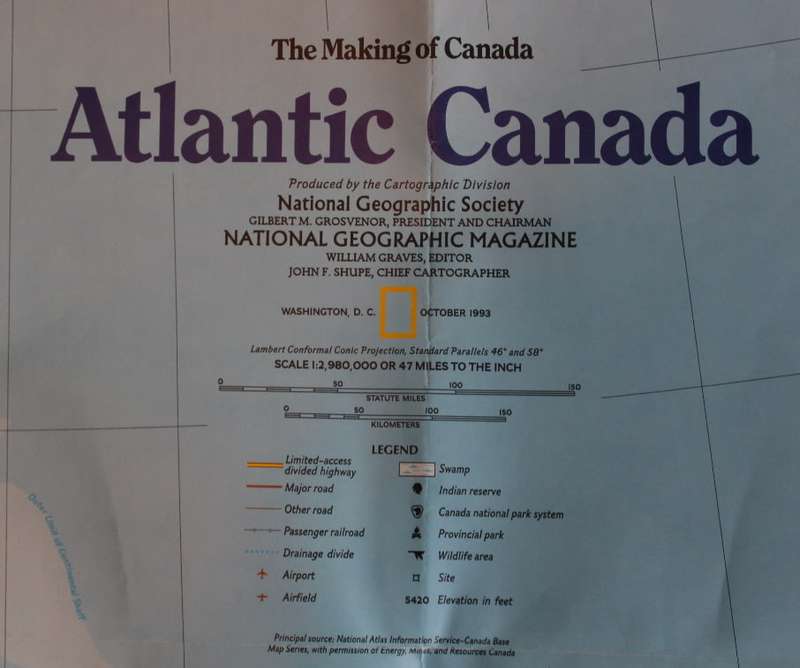 The Making of Canada
Atlantic Canada
Produced by the Cartographic Division
National Geographic Society
GILBERT M. GROSVENOR, PRESIDENT AND CHAIRMAN
NATIONAL GEOGRAPHIC MAGAZINE
WILLIAM GRAVES, EDITOR
JOHN F. SHUPE, CHIEF CARTOGRAPHER
WASHINGTON, D. C. OCTOBER 1993
Lambert Conformal Conic Projection, Standard Parallels 46° and 58°
SCALE 1:2,980,000 OR 47 MILES TO THE INCH
0 50 100 150
STATUTE MILES
0 50 100 150
KILOMETERS
LEGEND
Limited-access
divided highway
Major road
Other road
Passenger railroad
Drainage divide
Airport
Airfield
Swamp
Indian reserve
Canada national park system
Provincial park
Wildlife area
Site
5420 Elevation in feet
Principal source: National Atlas Information Service-Canada Base
Map Series, with permission of Energy, Mines, and Resources Canada
Outer Limit of Continental Shelf